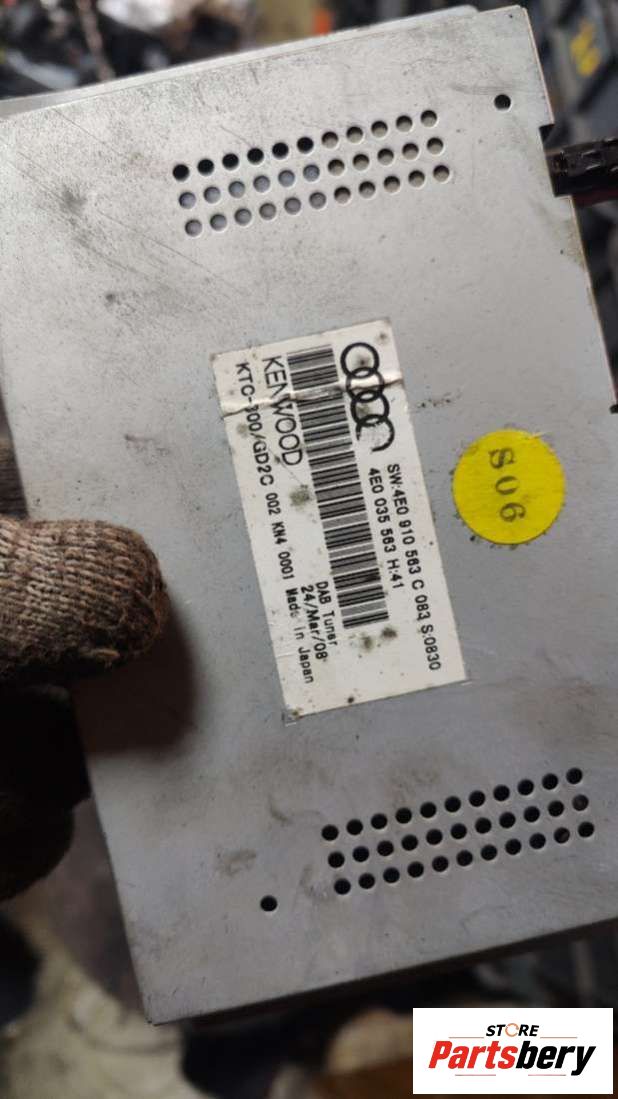 SW:4E0 910 563 C 083 S:0830
4E0 035 563 H:41
KENWOOD
DAB Tuner
24/Mar/08
KTC-300/GD2C 002 KN4 0001 Made in Japan
S06
STORE
Partsbery